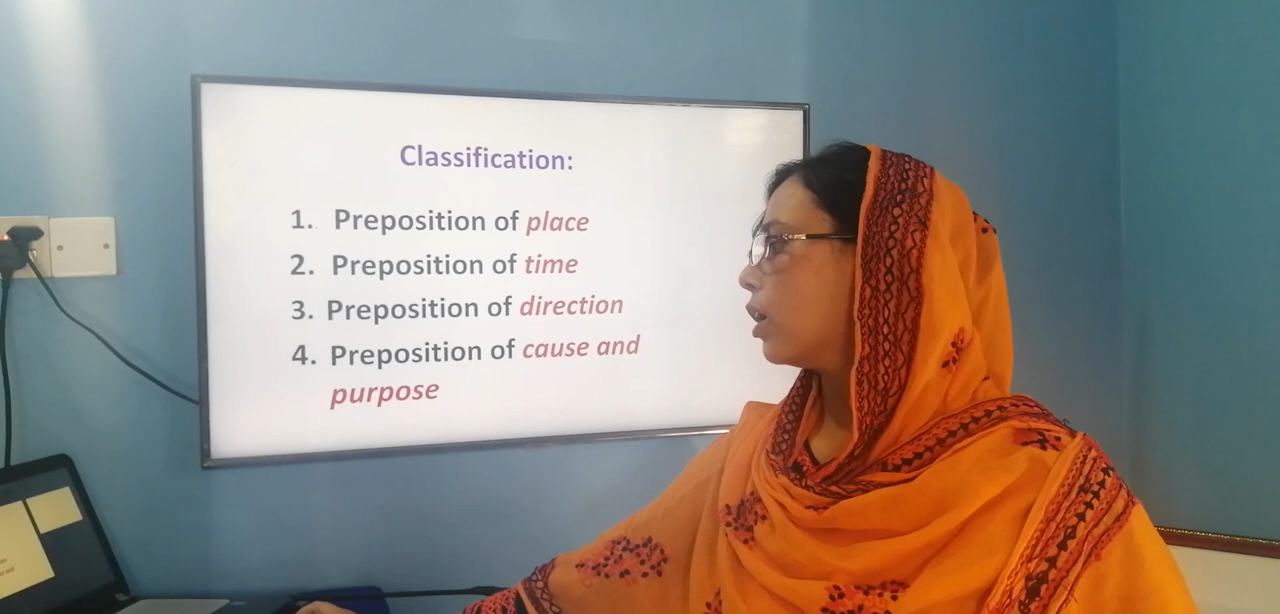 Classification:
1. Preposition of place
2. Preposition of time
3. Preposition of direction
4. Preposition of cause and
purpose